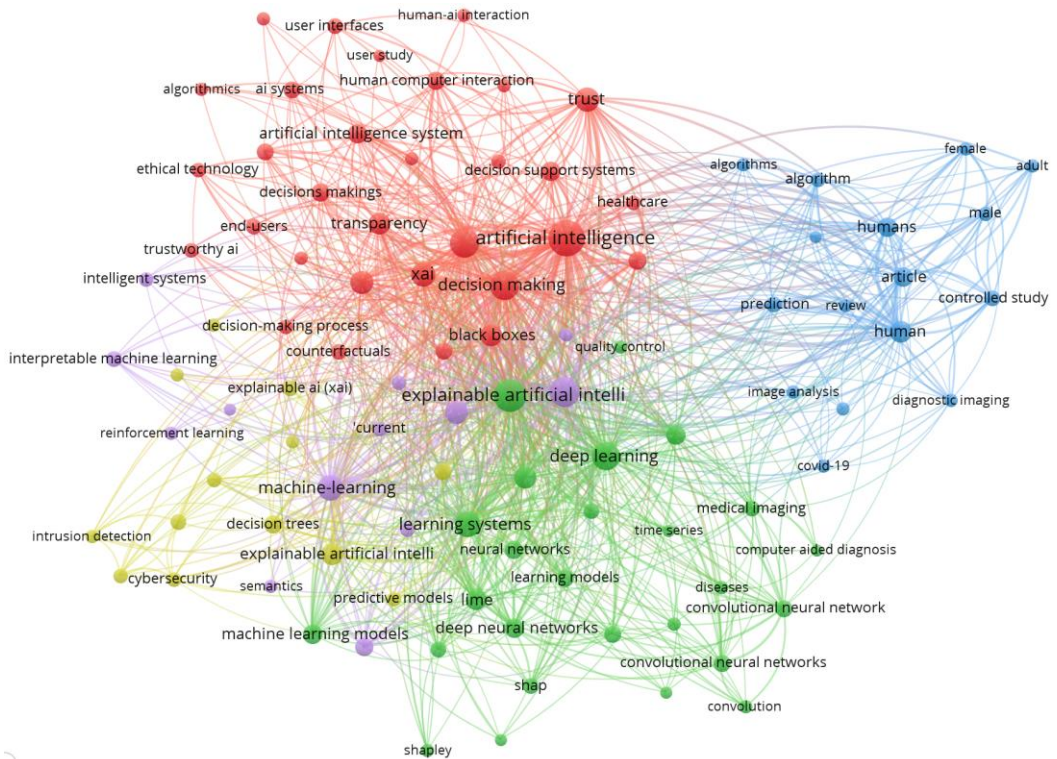 human-ai interaction
user interfaces
user study
human computer interaction
algorithmics
ai systems
trust
artificial intelligence system
female
algorithms
adult
ethical technology
decision support systems
algorithm
decisions makings
healthcare
male
end-users
transparency
humans
artificial intelligence
trustworthy ai
intelligent systems
xai
decision making
article
controlled study
prediction
review
decision-making process
black boxes
human
quality control
counterfactuals
interpretable machine learning
explainable ai (xai)
explainable artificial intelli
image analysis
diagnostic imaging
'current
reinforcement learning
deep learning
covid-19
machine-learning
medical imaging
decision trees
learning systems
time series
intrusion detection
neural networks
computer aided diagnosis
explainable artificial intelli
cybersecurity
semantics
learning models
diseases
predictive models
lime
convolutional neural network
machine learning models
deep neural networks
convolutional neural networks
shap
convolution
shapley